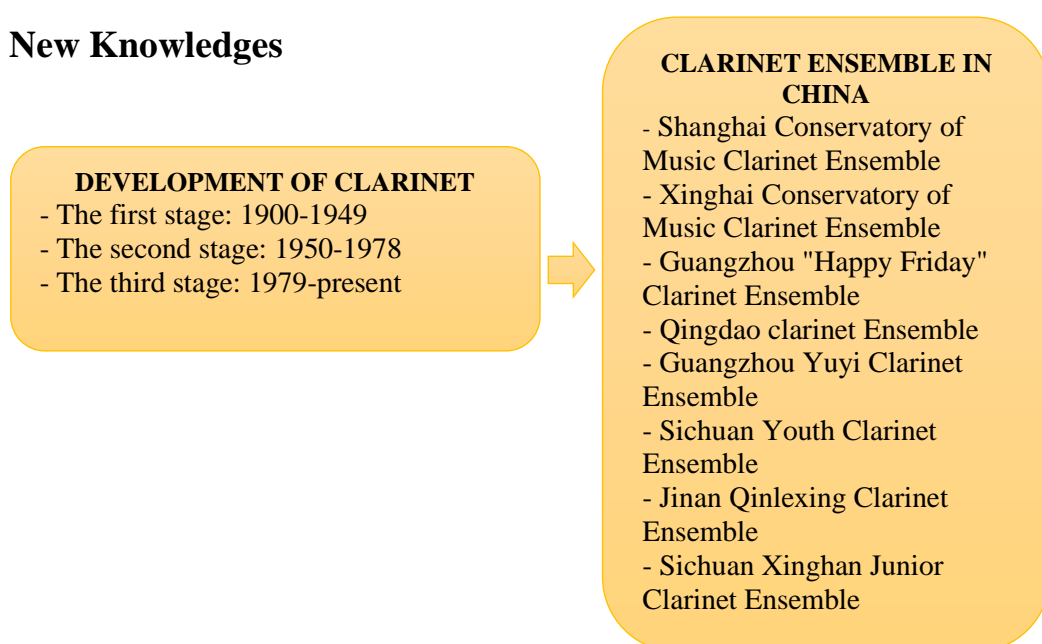 New Knowledges
DEVELOPMENT OF CLARINET
- The first stage: 1900-1949
- The second stage: 1950-1978
- The third stage: 1979-present
CLARINET ENSEMBLE IN
CHINA
- Shanghai Conservatory of
Music Clarinet Ensemble
- Xinghai Conservatory of
Music Clarinet Ensemble
- Guangzhou "Happy Friday"
Clarinet Ensemble
- Qingdao clarinet Ensemble
- Guangzhou Yuyi Clarinet
Ensemble
- Sichuan Youth Clarinet
Ensemble
- Jinan Qinlexing Clarinet
Ensemble
- Sichuan Xinghan Junior
Clarinet Ensemble